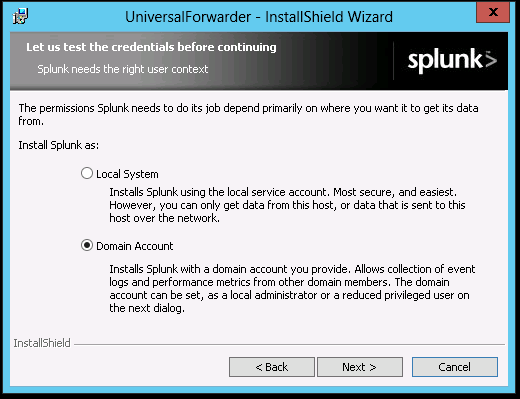 UniversalForwarder - InstallShield Wizard
x
Let us test the credentials before continuing
Splunk needs the right user context
splunk>
The permissions Splunk needs to do its job depend primarily on where you want it to get its data
from.
Install Splunk as:
Local System
Installs Splunk using the local service account. Most secure, and easiest.
However, you can only get data from this host, or data that is sent to this
host over the network.
Domain Account
Installs Splunk with a domain account you provide. Allows collection of event
logs and performance metrics from other domain members. The domain
account can be set, as a local administrator or a reduced privileged user on
the next dialog.
InstallShield
< Back
Next >
Cancel